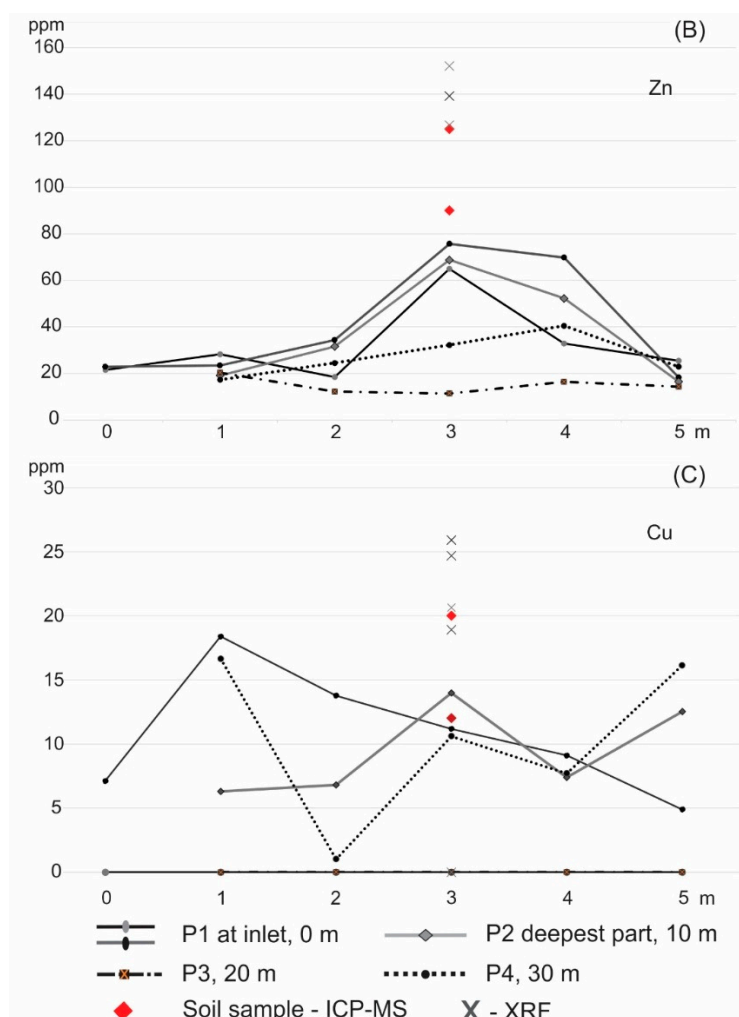 ppm
(B)
160
Zn
140
120
100
80
60
40
20
0
0 1 2 3 4 5 m
ppm
(C)
30
Cu
25
20
15
10
5
0
0 1 2 3 4 5 m
P1 at inlet, 0 m P2 deepest part, 10 m
P3, 20 m P4, 30 m
Soil sample - ICP-MS X - XRF